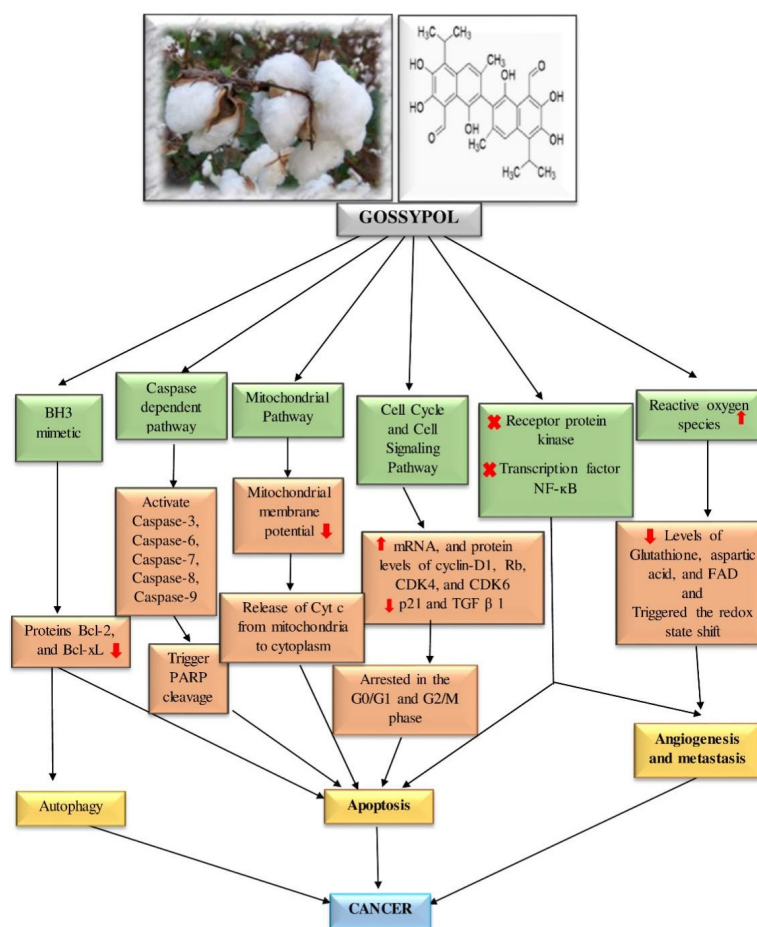 H₃C
CH₃
HO
CH₃
OH
O
HO
OH
OH
O
OH
H₃C
OH
H₃C
CH₃
GOSSYPOL
BH3
mimetic
Caspase
dependent
pathway
Mitochondrial
Pathway
Cell Cycle
and Cell
Signaling
Pathway
Receptor protein
kinase
Transcription factor
NF-κB
Reactive oxygen
species
Activate
Caspase-3,
Caspase-6,
Caspase-7,
Caspase-8,
Caspase-9
Mitochondrial
membrane
potential
mRNA, and protein
levels of cyclin-D1, Rb,
CDK4, and CDK6
p21 and TGF β 1
Levels of
Glutathione, aspartic
acid, and FAD
and
Triggered the redox
state shift
Proteins Bcl-2,
and Bcl-xL
Trigger
PARP
cleavage
Release of Cyt c
from mitochondria
to cytoplasm
Arrested in the
G0/G1 and G2/M
phase
Angiogenesis
and metastasis
Autophagy
Apoptosis
CANCER